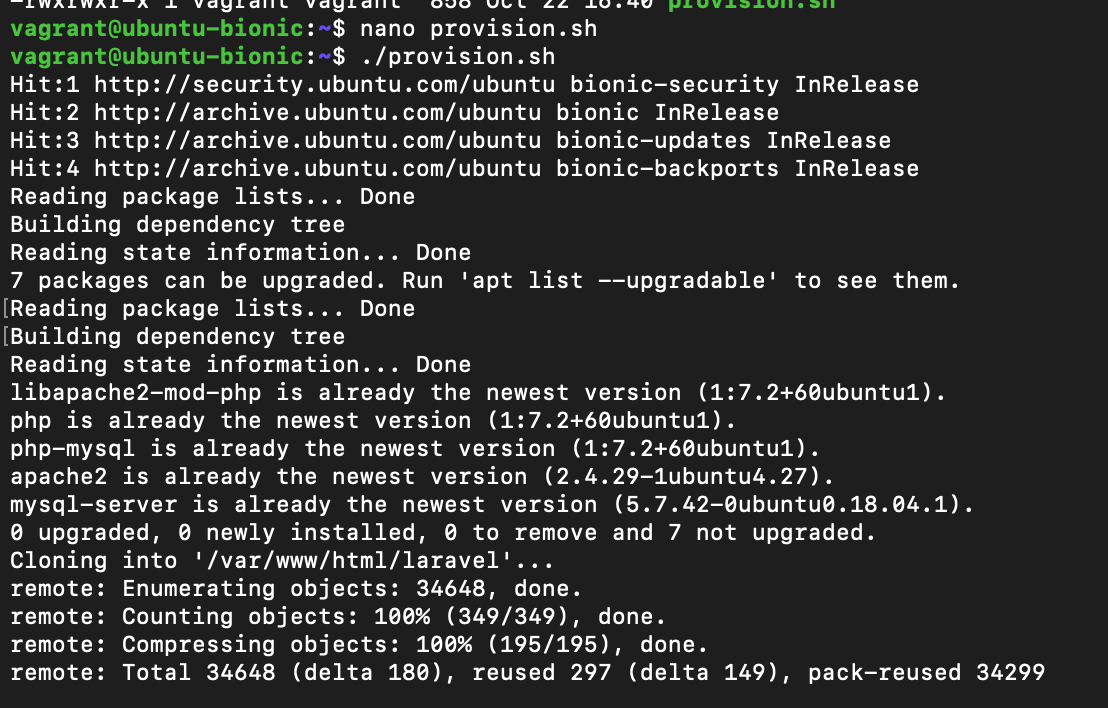 -rwxrwxr-x 1 vagrant vagrant  858 Oct 22 16:40 provision.sh
vagrant@ubuntu-bionic:~$ nano provision.sh
vagrant@ubuntu-bionic:~$ ./provision.sh
Hit:1 http://security.ubuntu.com/ubuntu bionic-security InRelease
Hit:2 http://archive.ubuntu.com/ubuntu bionic InRelease
Hit:3 http://archive.ubuntu.com/ubuntu bionic-updates InRelease
Hit:4 http://archive.ubuntu.com/ubuntu bionic-backports InRelease
Reading package lists... Done
Building dependency tree
Reading state information... Done
7 packages can be upgraded. Run 'apt list --upgradable' to see them.
[Reading package lists... Done
[Building dependency tree
Reading state information... Done
libapache2-mod-php is already the newest version (1:7.2+60ubuntu1).
php is already the newest version (1:7.2+60ubuntu1).
php-mysql is already the newest version (1:7.2+60ubuntu1).
apache2 is already the newest version (2.4.29-1ubuntu4.27).
mysql-server is already the newest version (5.7.42-0ubuntu0.18.04.1).
0 upgraded, 0 newly installed, 0 to remove and 7 not upgraded.
Cloning into '/var/www/html/laravel'...
remote: Enumerating objects: 34648, done.
remote: Counting objects: 100% (349/349), done.
remote: Compressing objects: 100% (195/195), done.
remote: Total 34648 (delta 180), reused 297 (delta 149), pack-reused 34299